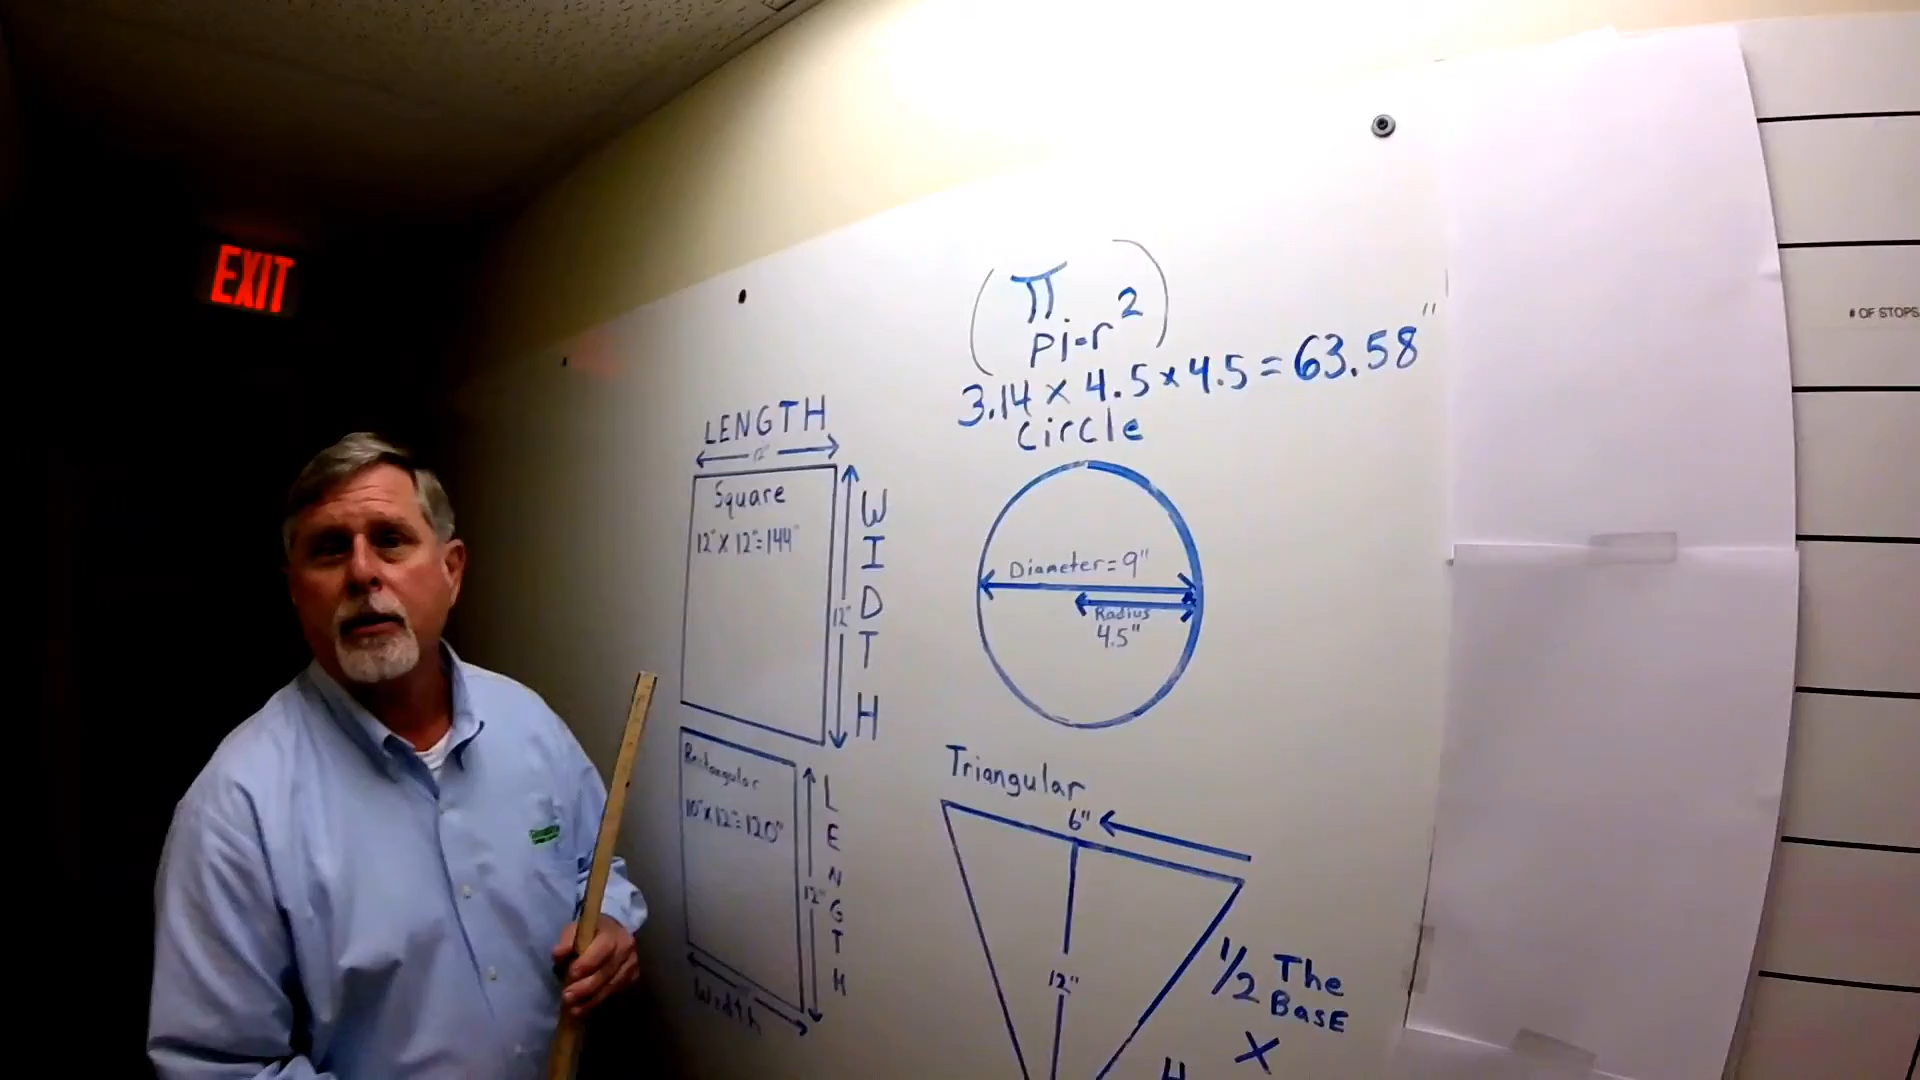 EXIT
# OF STOPS
π
pi=r²
3.14 × 4.5 × 4.5 = 63.58"
circle
Diameter = 9"
Radius
4.5"
LENGTH
12"
Square
12" X 12" = 144"
WIDTH
12"
Rectangular
10" x 12" = 120"
LENGTH
12"
Width
Triangular
6"
12"
1/2 The
BASE
X